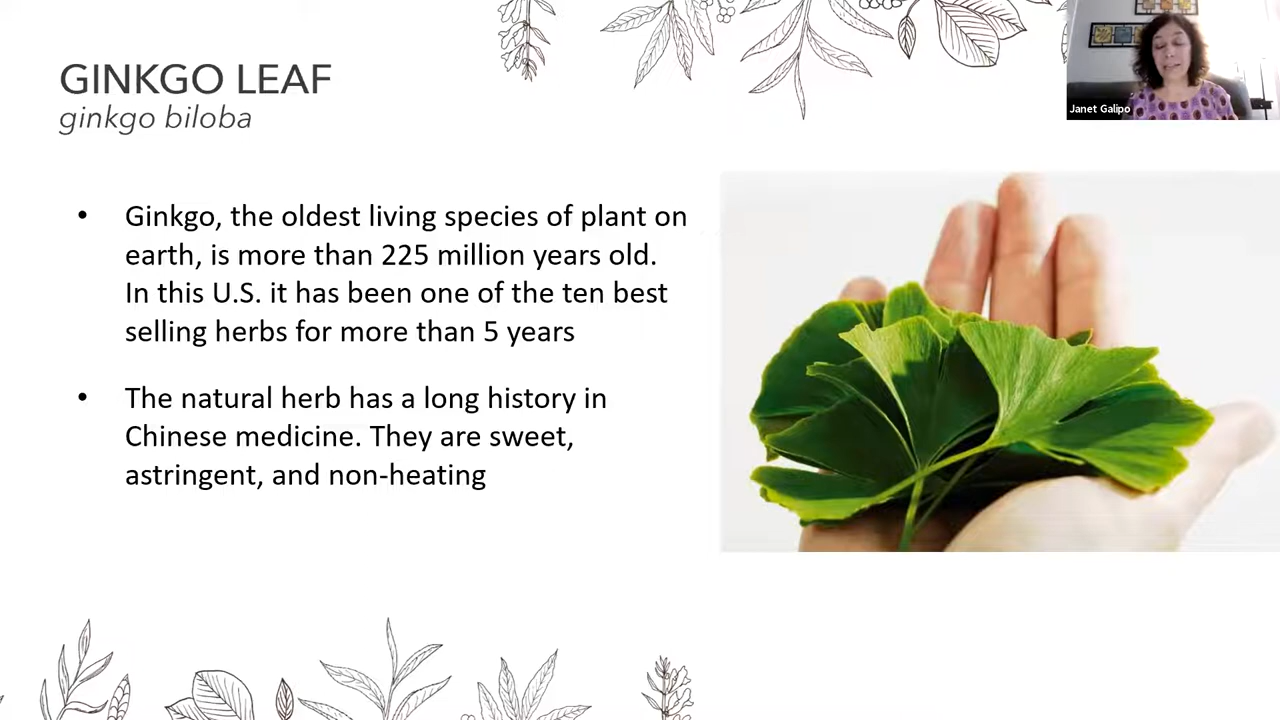 GINKGO LEAF
ginkgo biloba
Janet Galipo
• Ginkgo, the oldest living species of plant on
earth, is more than 225 million years old.
In this U.S. it has been one of the ten best
selling herbs for more than 5 years
• The natural herb has a long history in
Chinese medicine. They are sweet,
astringent, and non-heating